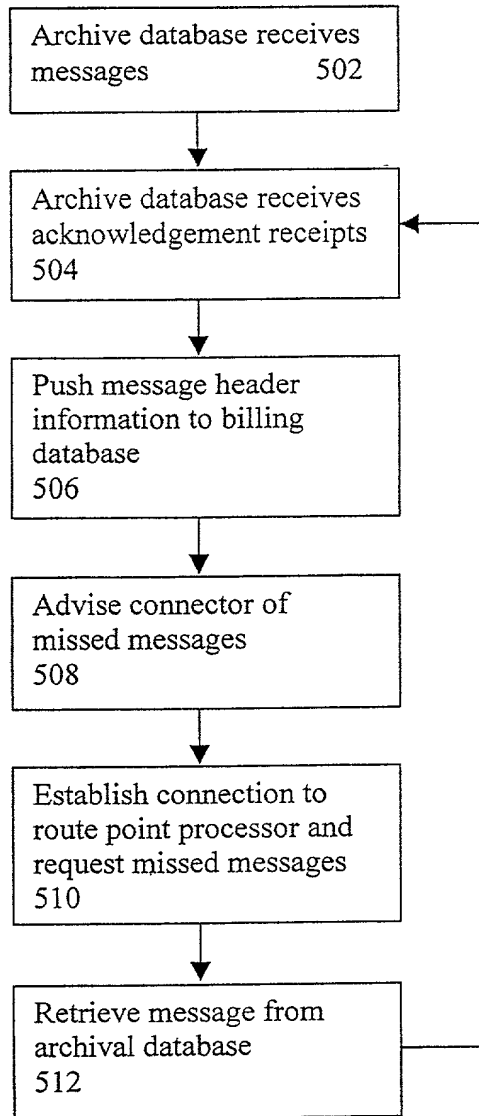 Archive database receives
messages 502
Archive database receives
acknowledgement receipts
504
Push message header
information to billing
database
506
Advise connector of
missed messages
508
Establish connection to
route point processor and
request missed messages
510
Retrieve message from
archival database
512